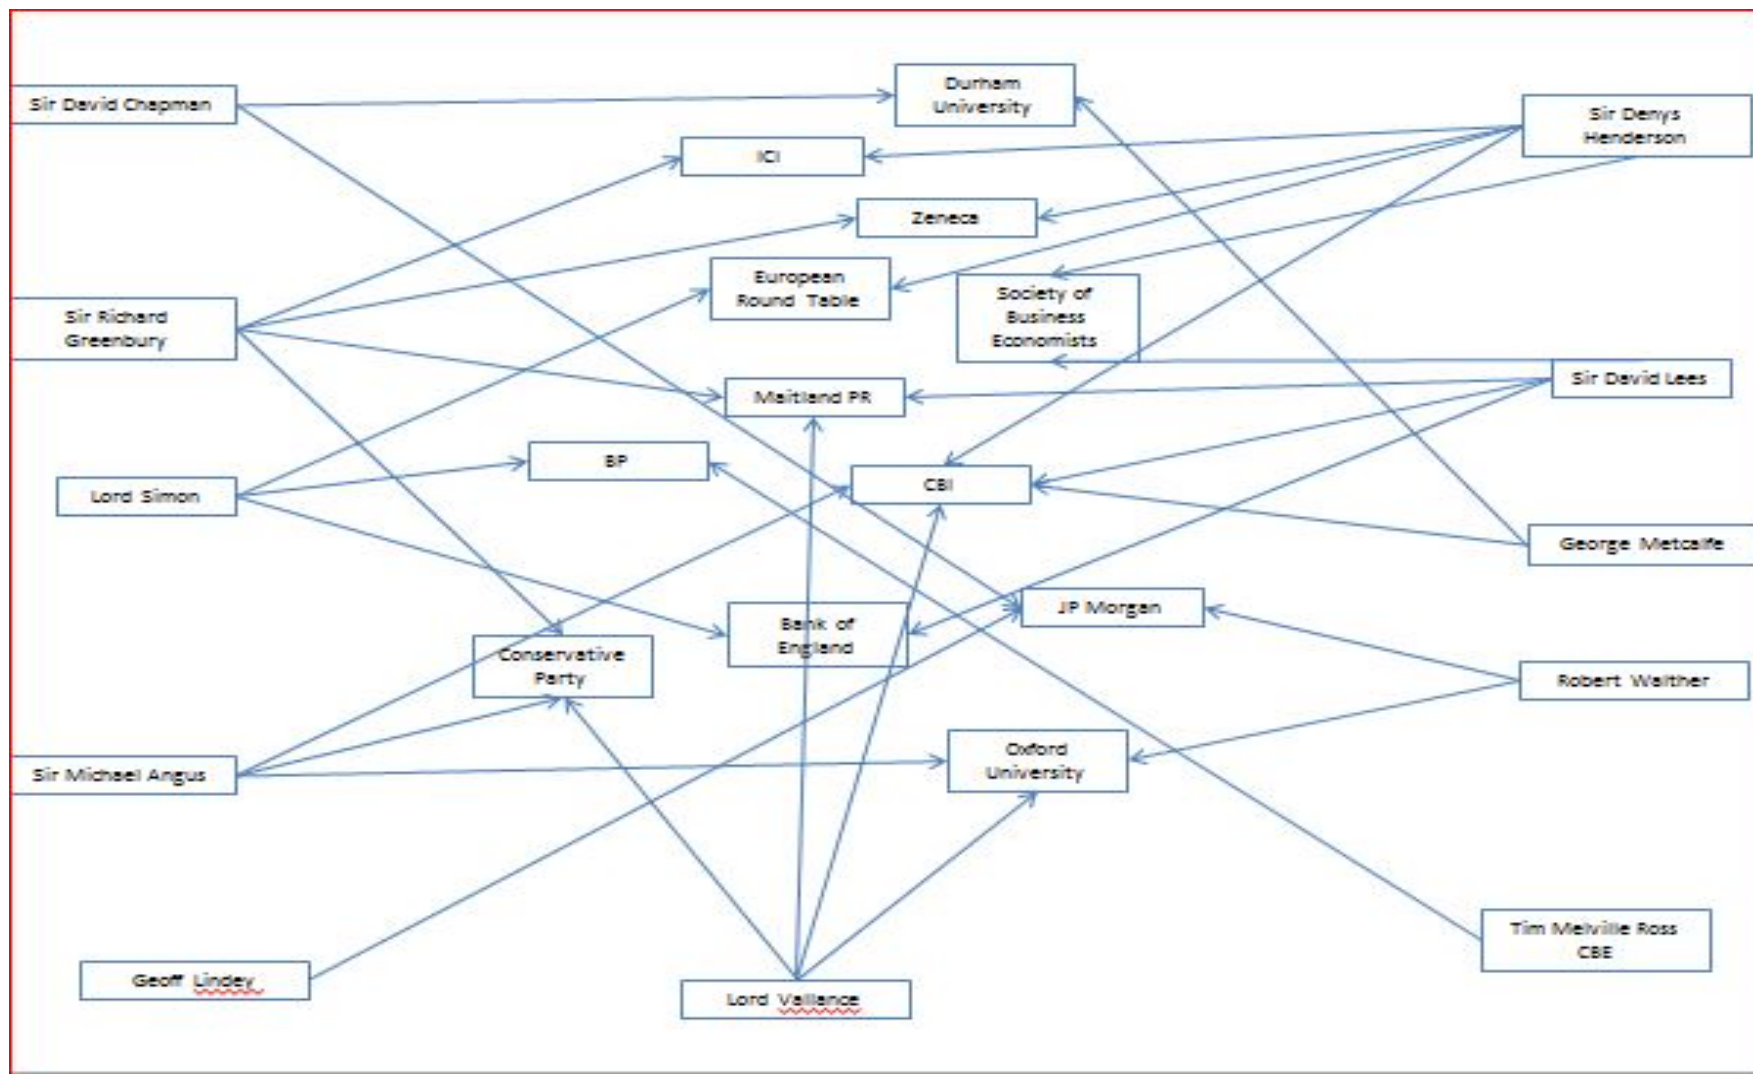 Sir David Chapman
Durham
University
Sir Denys
Henderson
ICI
Zeneca
European
Round Table
Society of
Business
Economists
Sir Richard
Greenbury
Maitland PR
Sir David Lees
BP
CBI
Lord Simon
George Metcalfe
JP Morgan
Bank of
England
Conservative
Party
Robert Walther
Oxford
University
Sir Michael Angus
Tim Melville Ross
CBE
Geoff Lindey
Lord Vallance